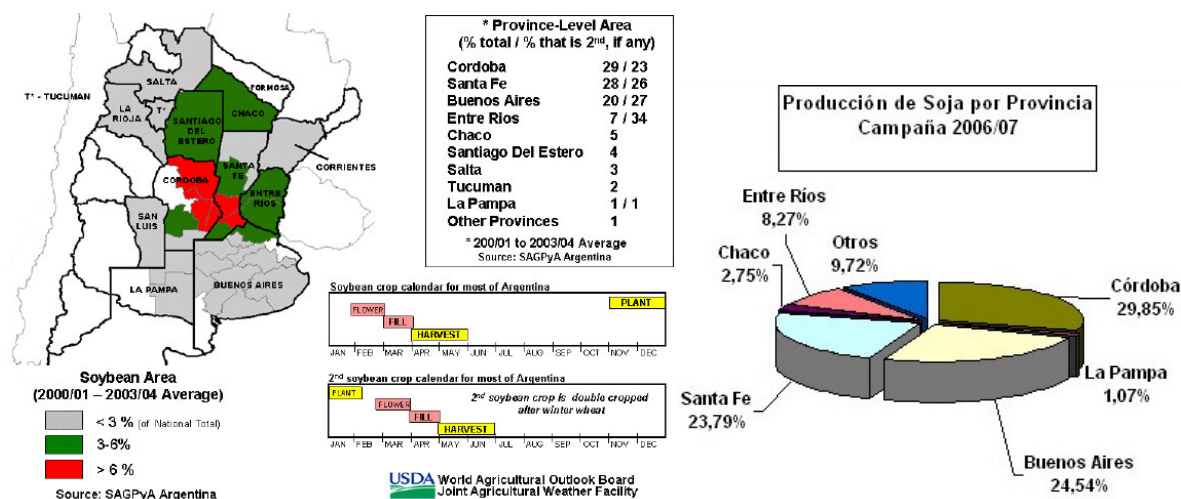 SALTA
FORMOSA
T* - TUCUMAN
T*
LA
RIOJA
SANTIAGO
DEL
ESTERO
CHACO
CORRIENTES
CORDOBA
SANTA
FE
ENTRE
RIOS
SAN
LUIS
LA PAMPA
BUENOS AIRES
Soybean Area
(2000/01 – 2003/04 Average)
< 3 % (of National Total)
3-6%
> 6 %
Source: SAGPyA Argentina
* Province-Level Area
(% total / % that is 2nd, if any)
Cordoba 29 / 23
Santa Fe 28 / 26
Buenos Aires 20 / 27
Entre Rios 7 / 34
Chaco 5
Santiago Del Estero 4
Salta 3
Tucuman 2
La Pampa 1 / 1
Other Provinces 1
* 200/01 to 2003/04 Average
Source: SAGPyA Argentina
Soybean crop calendar for most of Argentina
PLANT
FLOWER
FILL
HARVEST
JAN FEB MAR APR MAY JUN JUL AUG SEP OCT NOV DEC
2nd soybean crop calendar for most of Argentina
PLANT
FLOWER
2nd soybean crop is double cropped
after winter wheat
FILL
HARVEST
JAN FEB MAR APR MAY JUN JUL AUG SEP OCT NOV DEC
USDA World Agricultural Outlook Board
Joint Agricultural Weather Facility
Producción de Soja por Provincia
Campaña 2006/07
Entre Ríos
8,27%
Otros
9,72%
Chaco
2,75%
Córdoba
29,85%
La Pampa
1,07%
Santa Fe
23,79%
Buenos Aires
24,54%